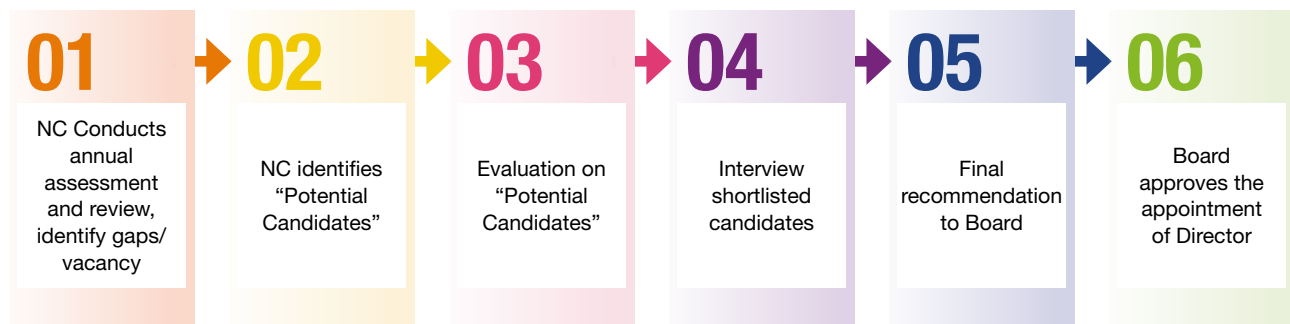 01
NC Conducts
annual
assessment
and review,
identify gaps/
vacancy
02
NC identifies
“Potential
Candidates”
03
Evaluation on
“Potential
Candidates”
04
Interview
shortlisted
candidates
05
Final
recommendation
to Board
06
Board
approves the
appointment
of Director